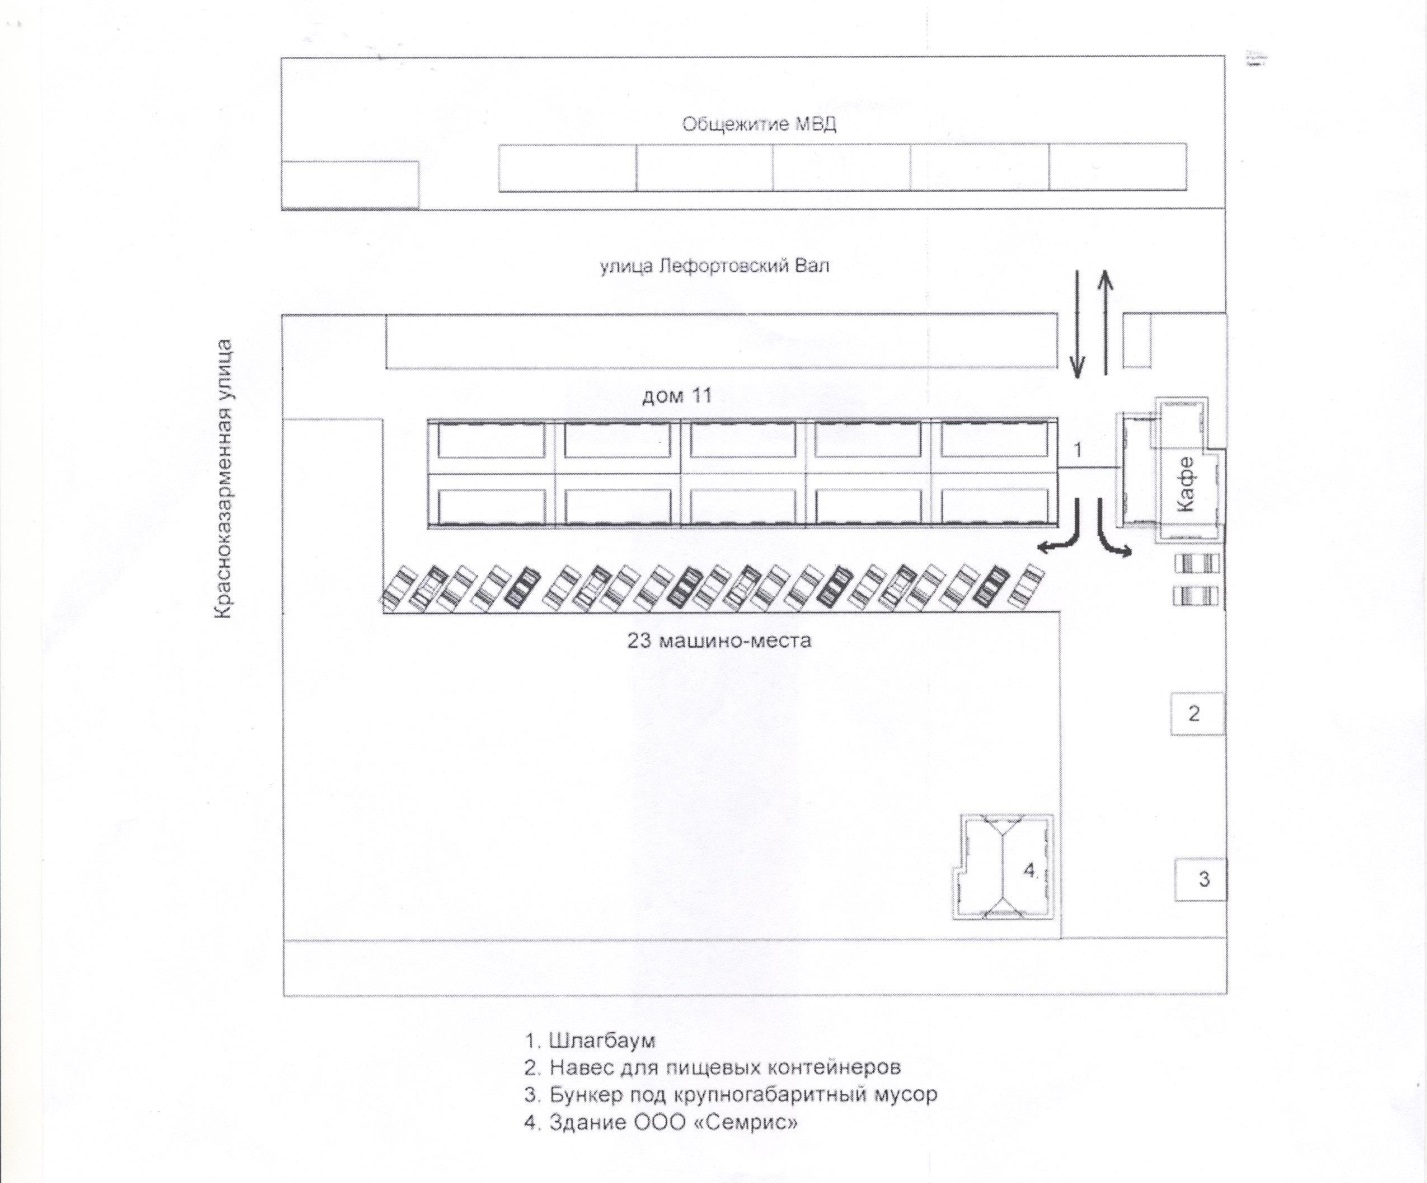 Общежитие МВД
улица Лефортовский Вал
Красноказарменная улица
дом 11
1
Кафе
23 машино-места
2
4.
3
1. Шлагбаум
2. Навес для пищевых контейнеров
3. Бункер под крупногабаритный мусор
4. Здание ООО «Семрис»